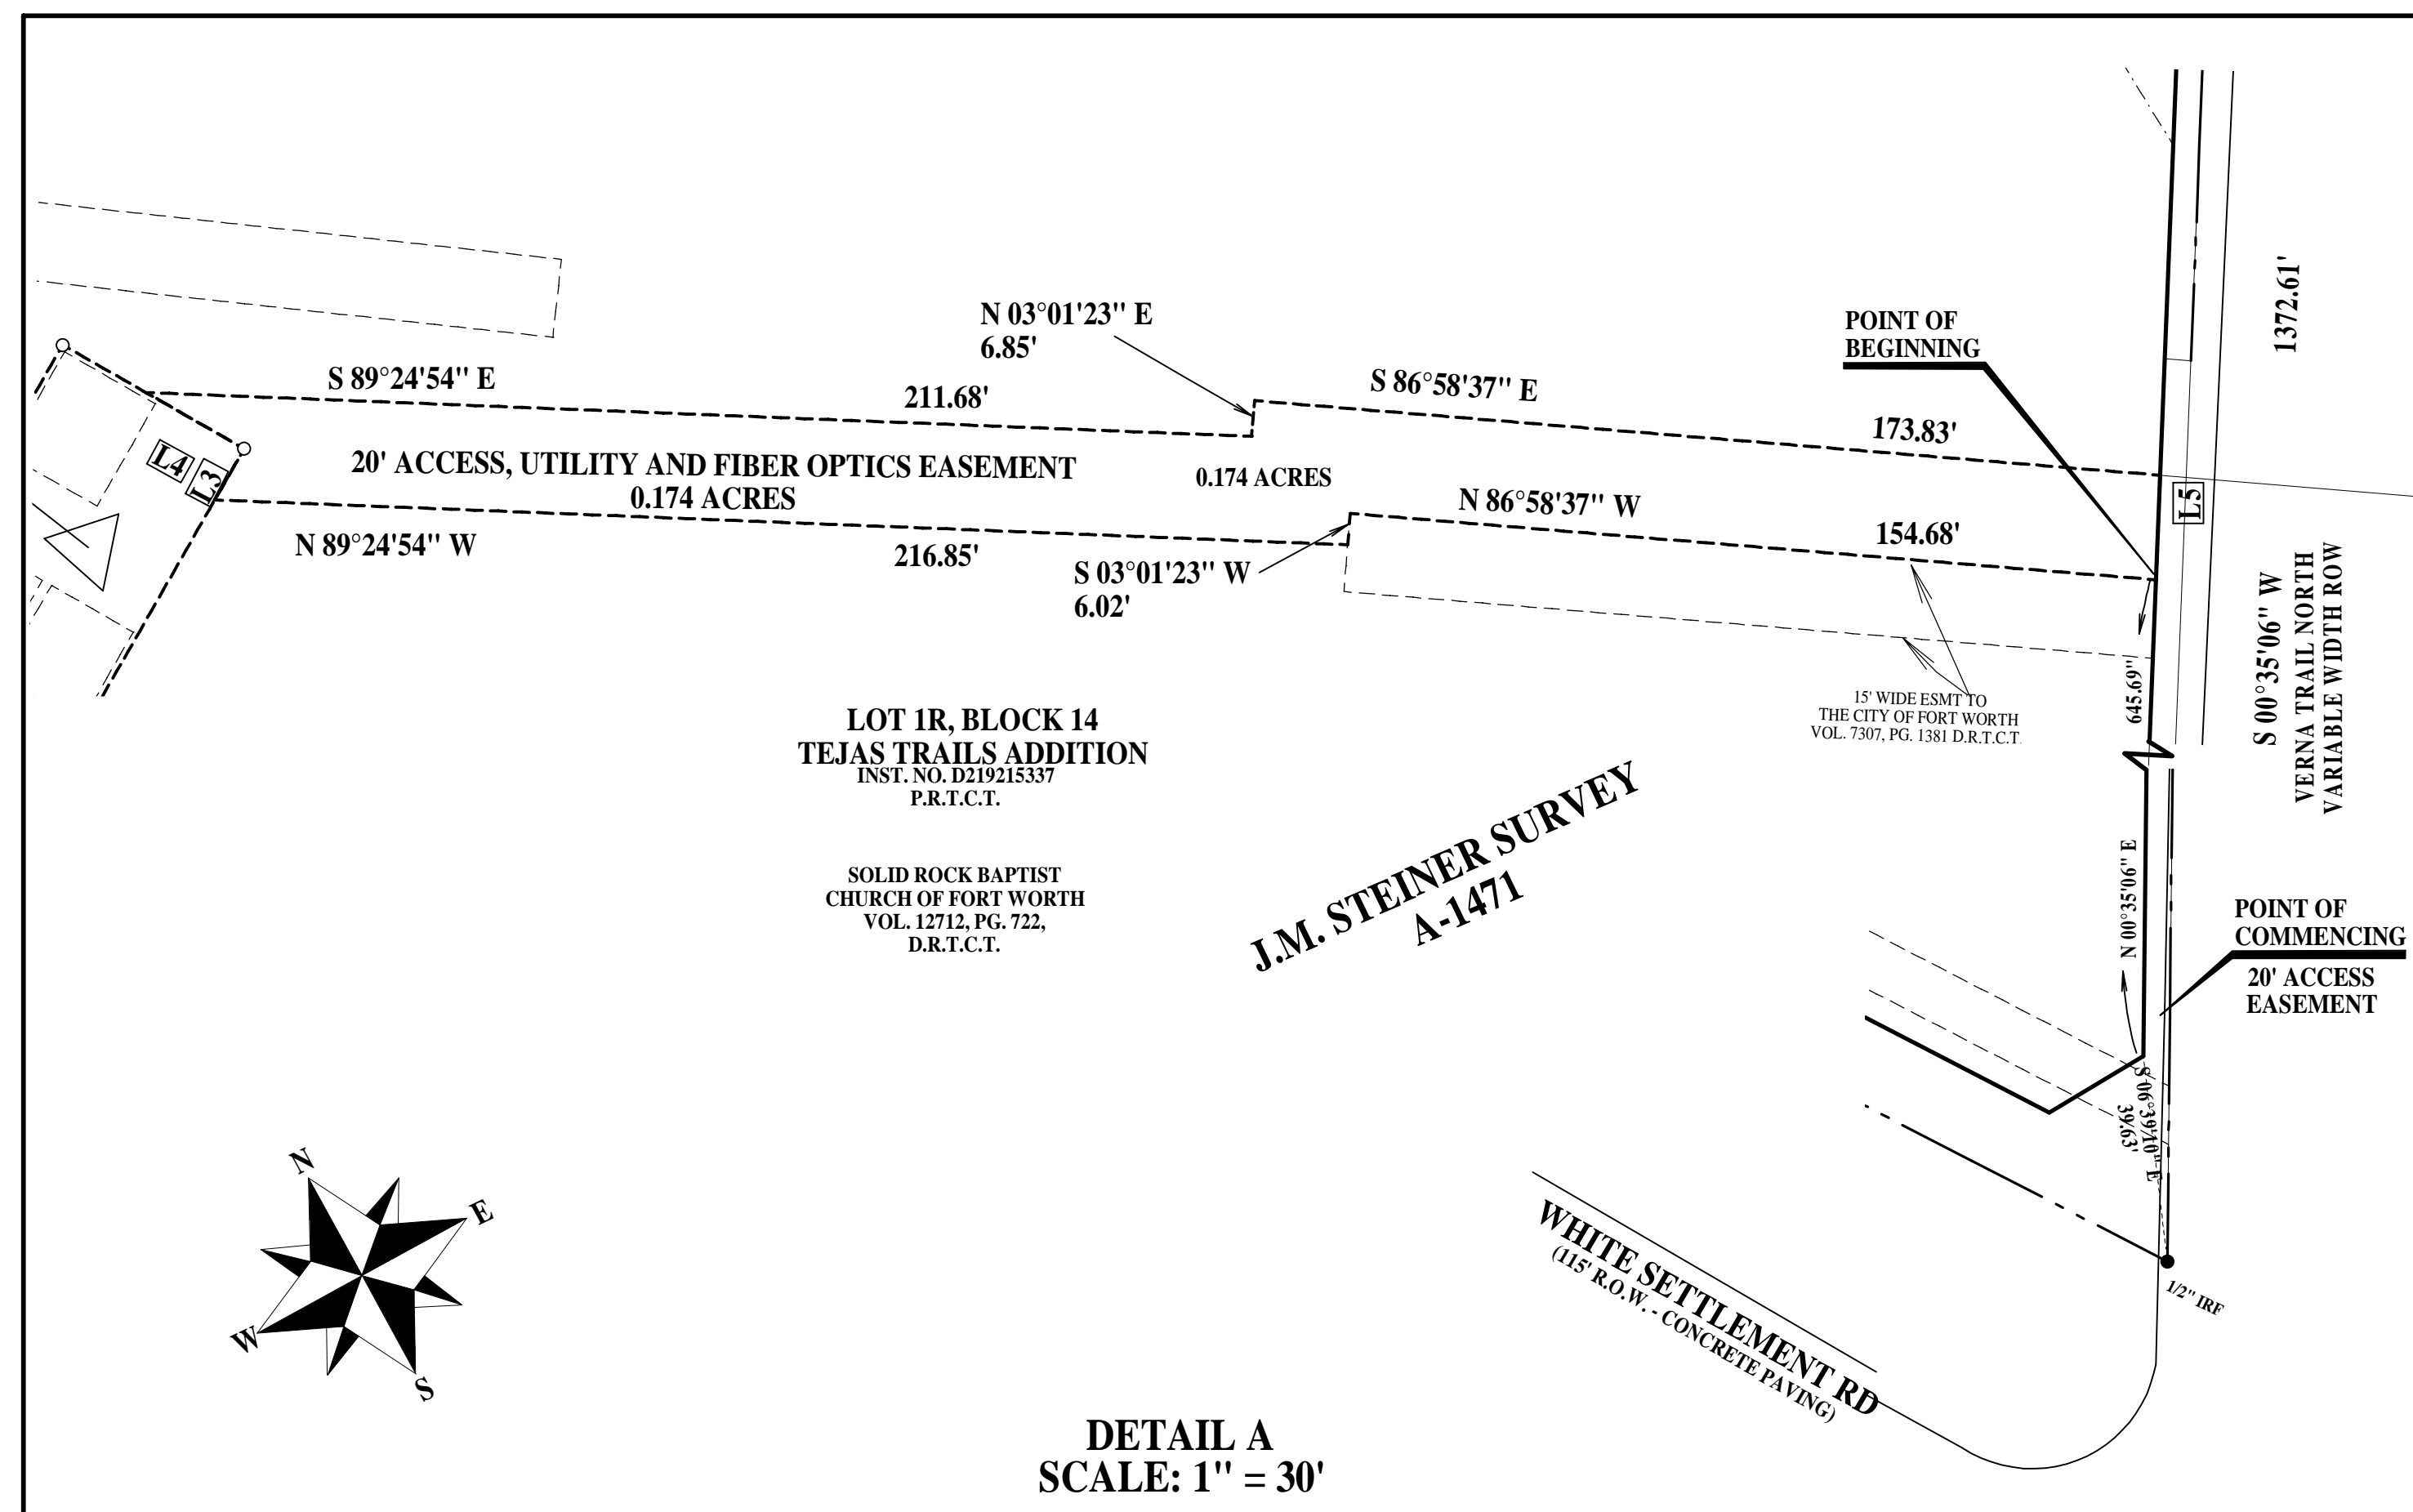 N 03°01'23" E
6.85'
POINT OF
BEGINNING
1372.61'
S 89°24'54" E
211.68'
S 86°58'37" E
173.83'
L4
L3
20' ACCESS, UTILITY AND FIBER OPTICS EASEMENT
0.174 ACRES
0.174 ACRES
N 86°58'37" W
154.68'
L5
N 89°24'54" W
216.85'
S 03°01'23" W
6.02'
S 00°35'06" W
VERNA TRAIL NORTH
VARIABLE WIDTH ROW
645.69"
15' WIDE ESMT TO
THE CITY OF FORT WORTH
VOL. 7307, PG. 1381 D.R.T.C.T.
LOT 1R, BLOCK 14
TEJAS TRAILS ADDITION
INST. NO. D219215337
P.R.T.C.T.
SOLID ROCK BAPTIST
CHURCH OF FORT WORTH
VOL. 12712, PG. 722,
D.R.T.C.T.
J.M. STEINER SURVEY
A-1471
N 00°35'06" E
POINT OF
COMMENCING
20' ACCESS
EASEMENT
S 06°39'10" E
39.63'
N
E
W
S
WHITE SETTLEMENT RD
(115' R.O.W. - CONCRETE PAVING)
1/2" IRF
DETAIL A
SCALE: 1" = 30'